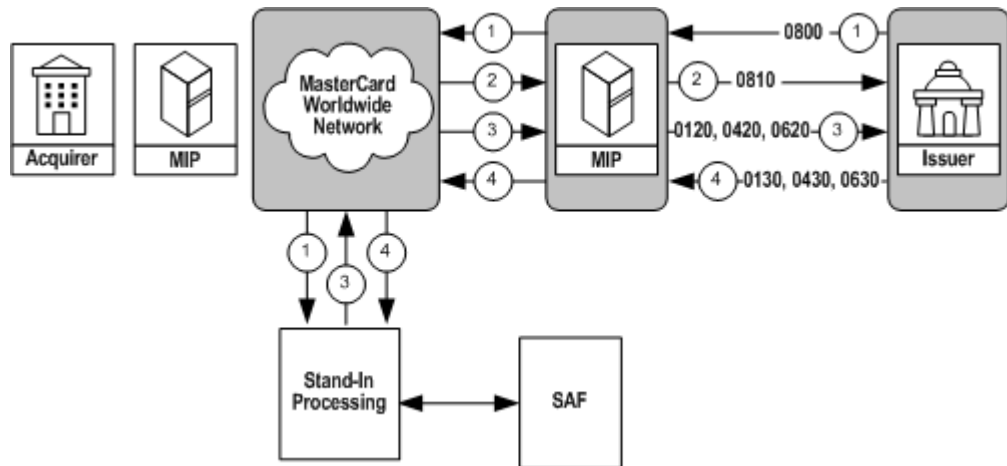 1
0800
1
MasterCard
Worldwide
Network
2
2
0810
3
0120, 0420, 0620
3
Acquirer
MIP
MIP
Issuer
4
4
0130, 0430, 0630
1
4
3
Stand-In
Processing
SAF